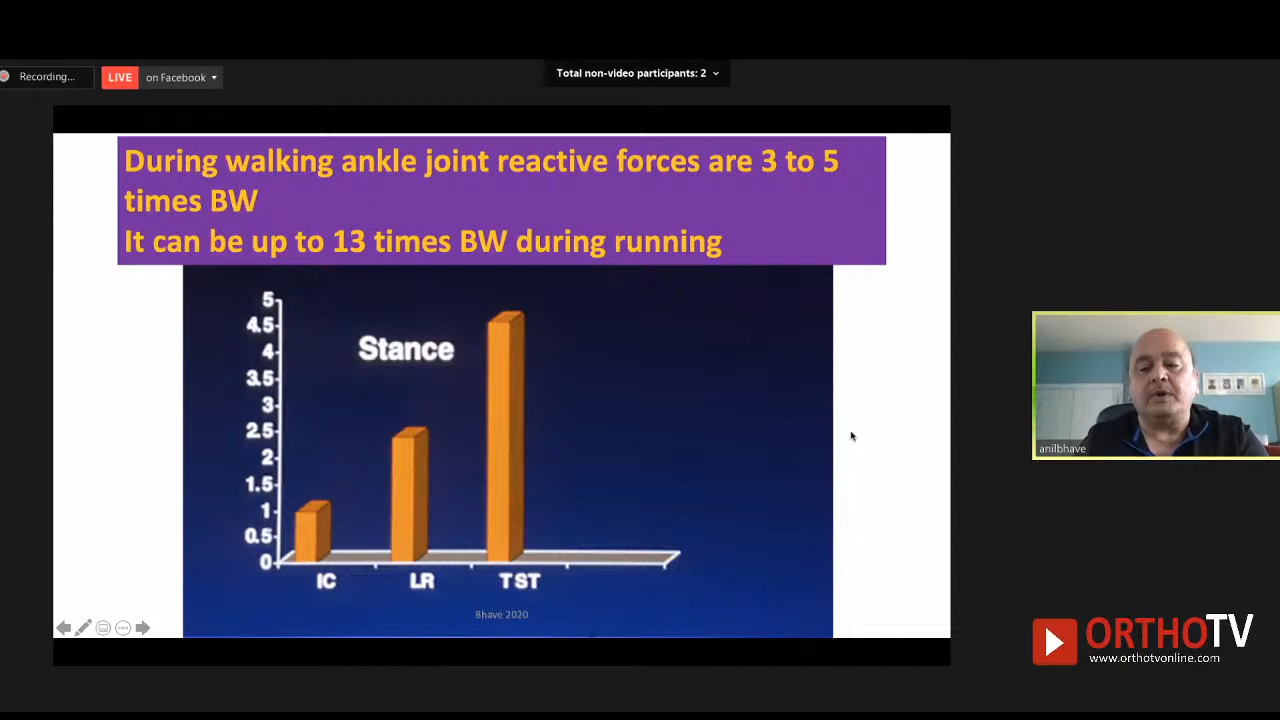 Recording...
LIVE
on Facebook
Total non-video participants: 2
During walking ankle joint reactive forces are 3 to 5
times BW
It can be up to 13 times BW during running
Stance
5
4.5
4
3.5
3
2.5
2
1.5
1
0.5
0
IC
LR
TST
Bhave 2020
anilbhave
ORTHOTV
www.orthotvonline.com